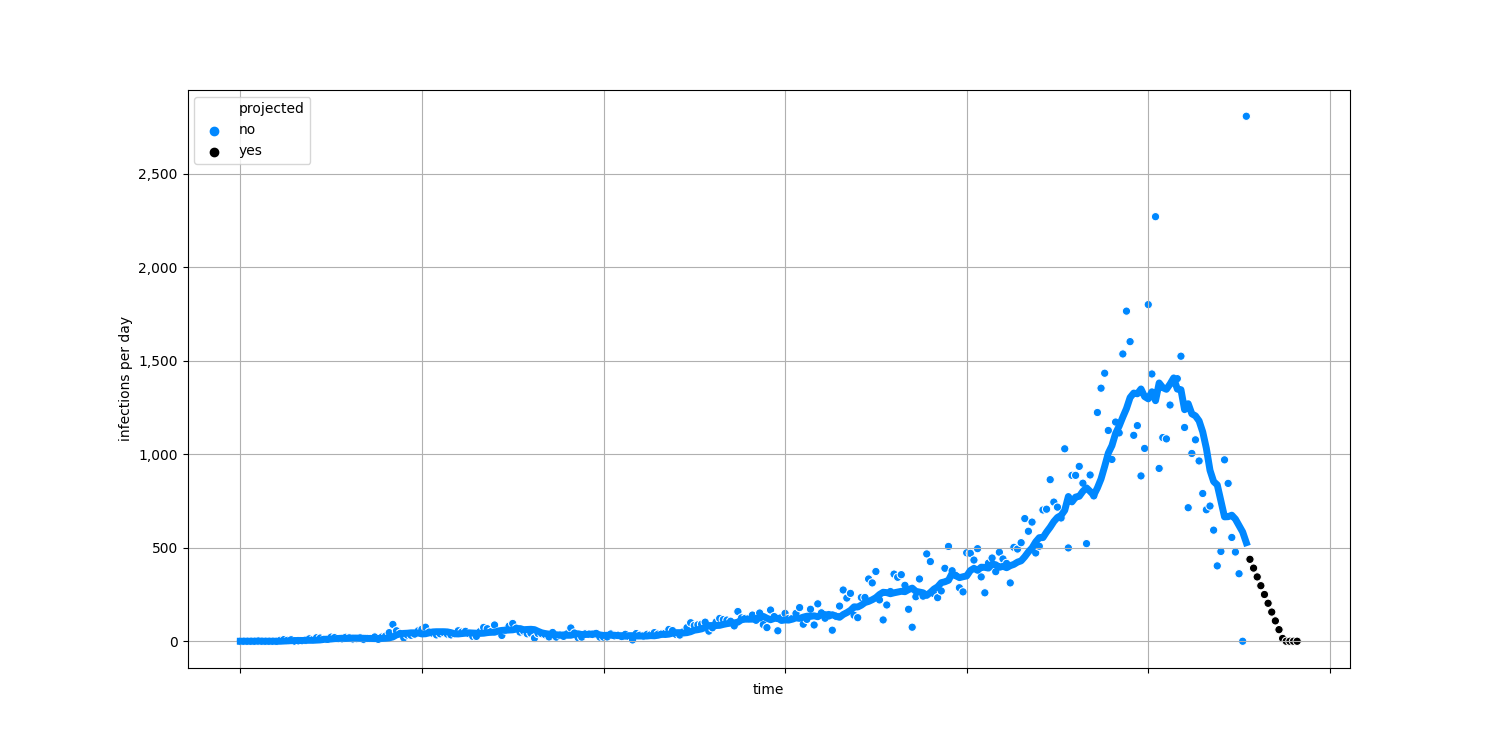 projected
no
yes
2,500
2,000
1,500
1,000
500
0
infections per day
time